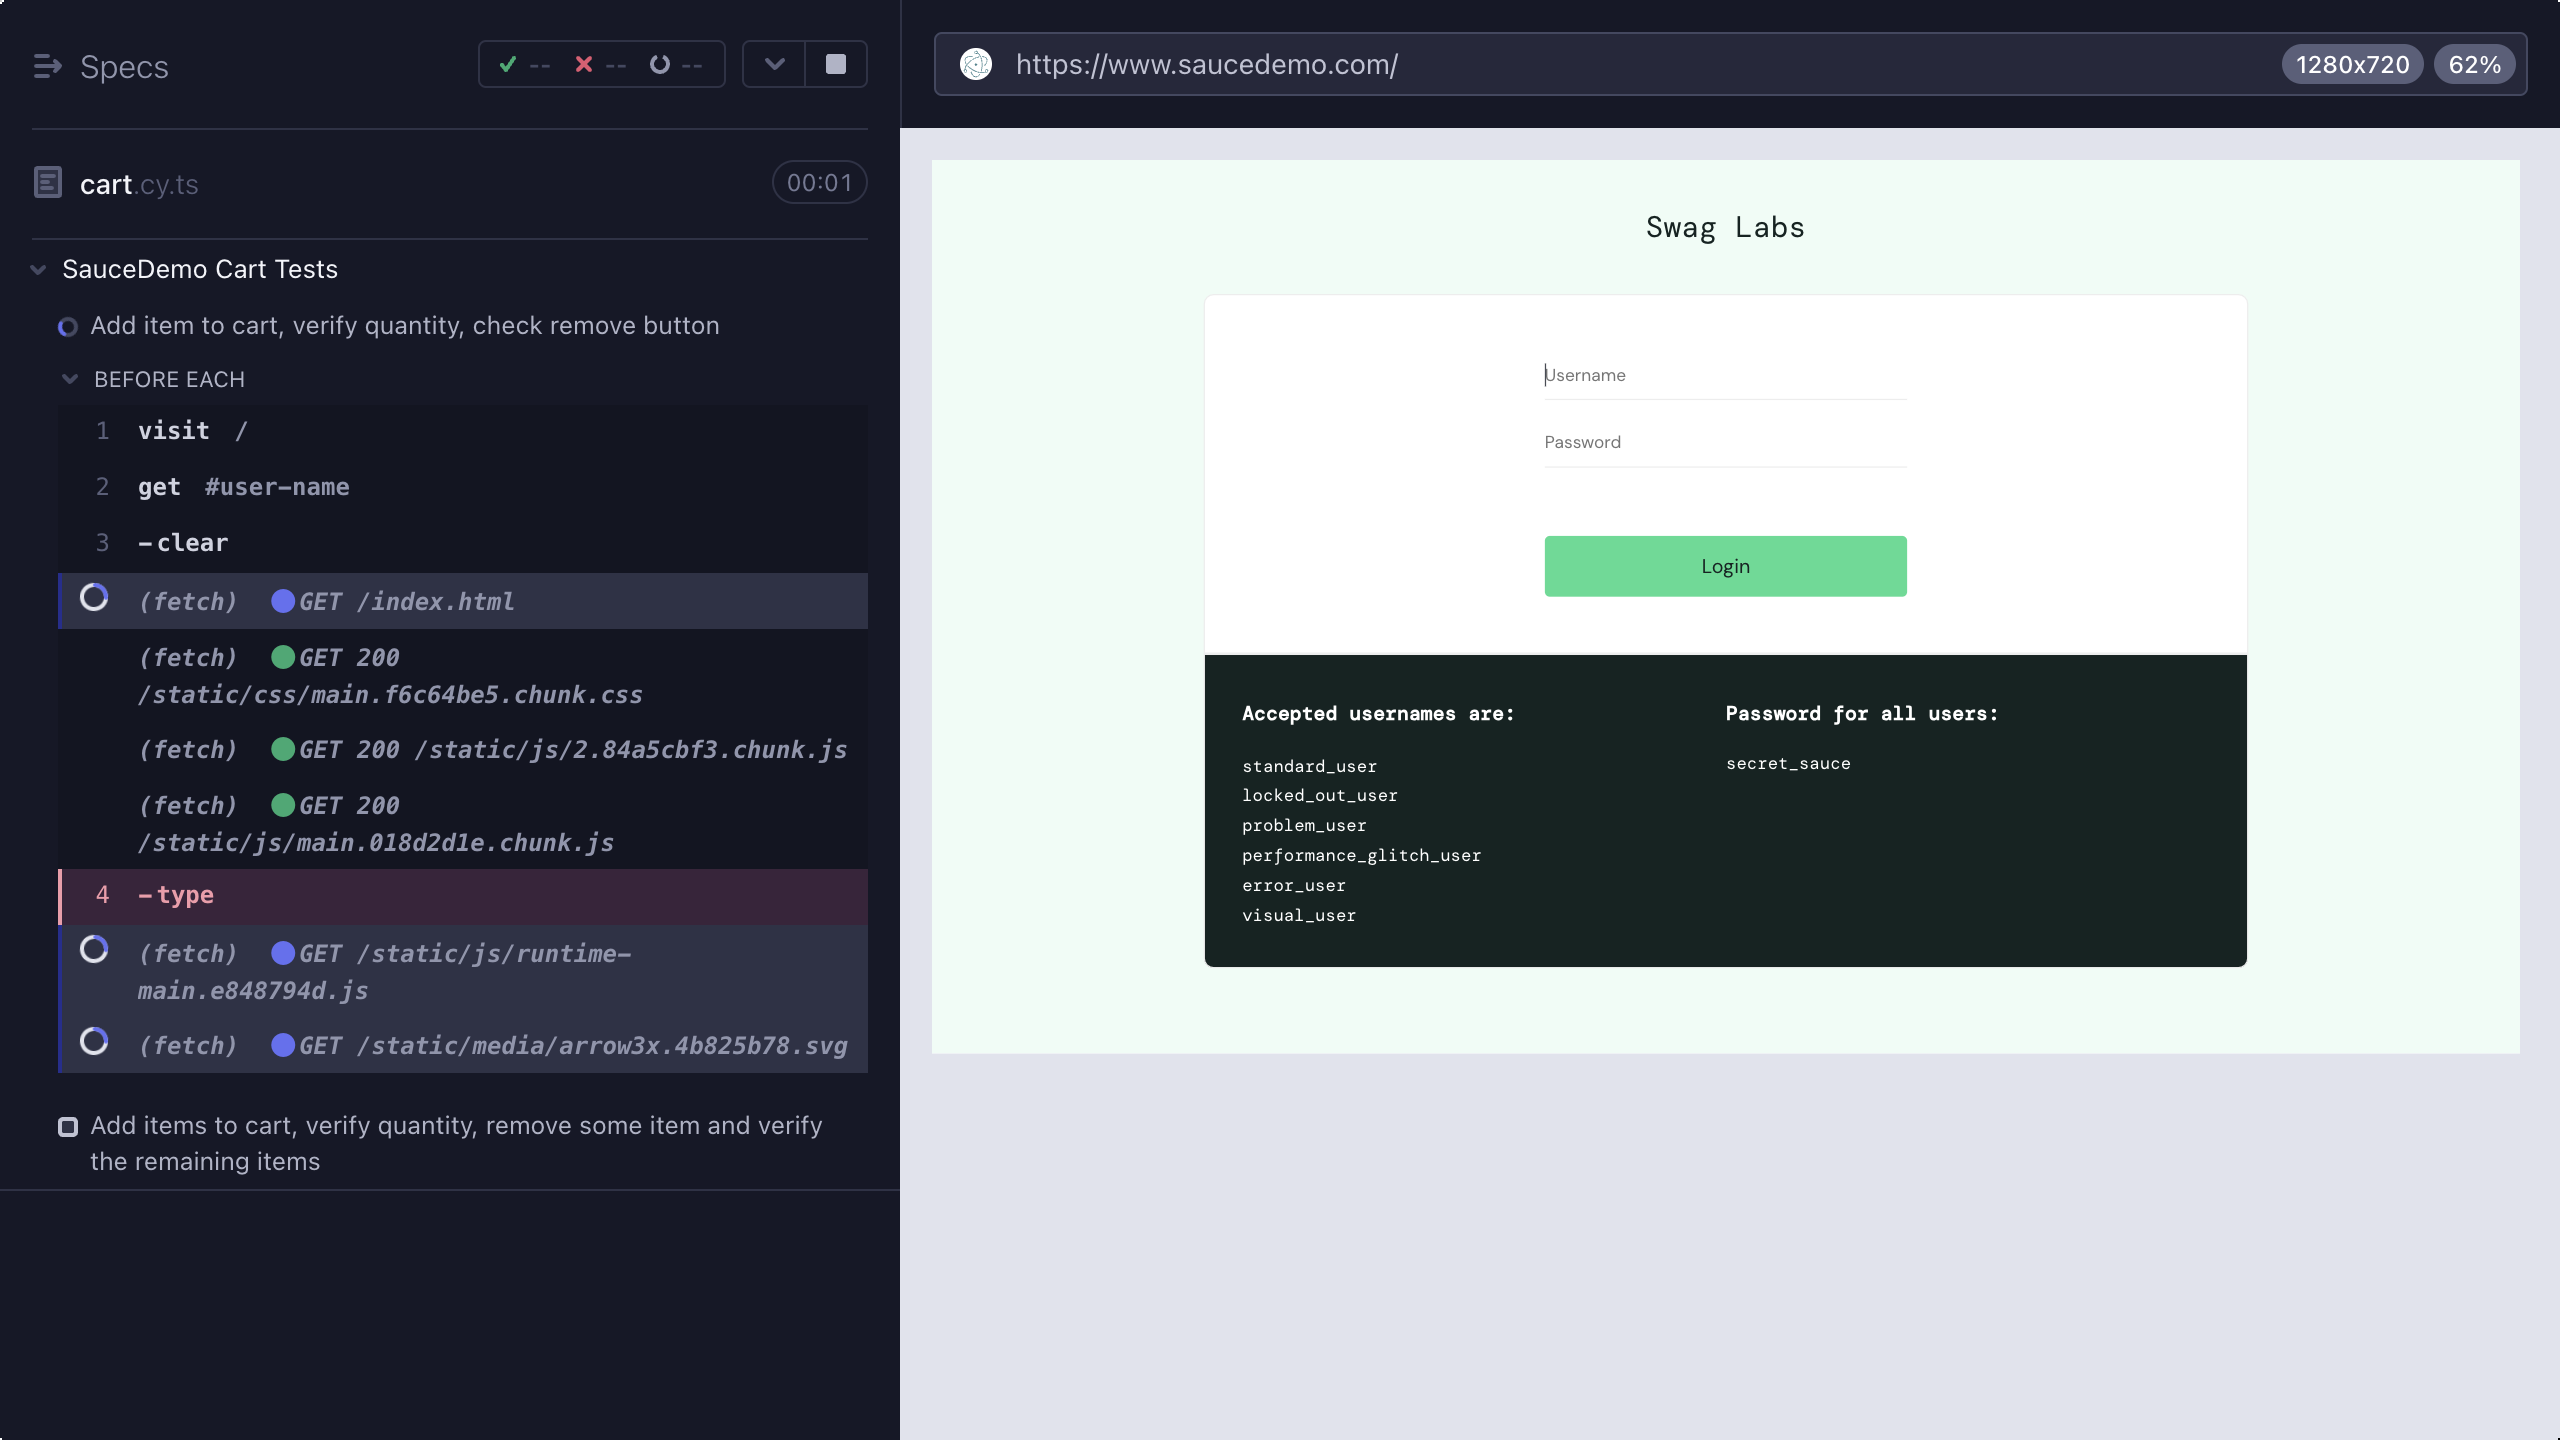 Specs
-- -- --
https://www.saucedemo.com/
1280x720
62%
cart.cy.ts
00:01
SauceDemo Cart Tests
Add item to cart, verify quantity, check remove button
BEFORE EACH
1 visit /
2 get #user-name
3 -clear
(fetch) GET /index.html
(fetch) GET 200
/static/css/main.f6c64be5.chunk.css
(fetch) GET 200 /static/js/2.84a5cbf3.chunk.js
(fetch) GET 200
/static/js/main.018d2d1e.chunk.js
4 -type
(fetch) GET /static/js/runtime-
main.e848794d.js
(fetch) GET /static/media/arrow3x.4b825b78.svg
Add items to cart, verify quantity, remove some item and verify
the remaining items
Swag Labs
Username
Password
Login
Accepted usernames are:
standard_user
locked_out_user
problem_user
performance_glitch_user
error_user
visual_user
Password for all users:
secret_sauce